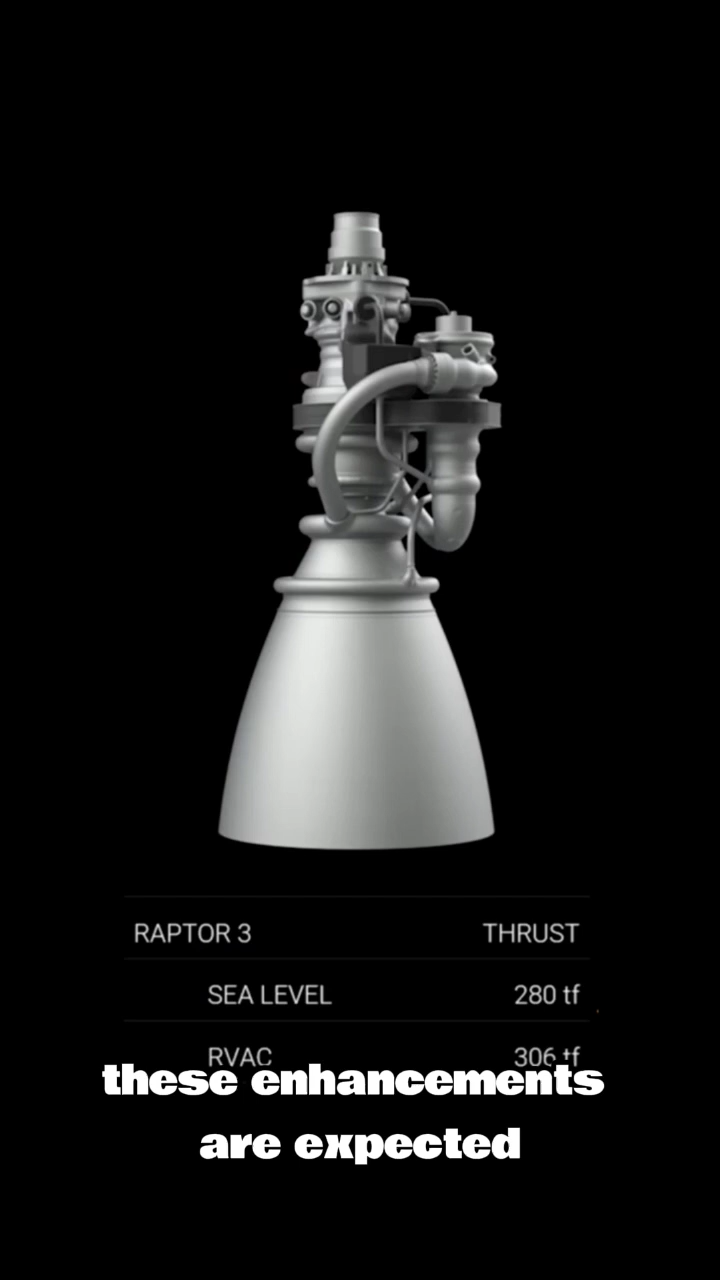 RAPTOR 3 THRUST
SEA LEVEL 280 tf
RVAC 306 tf
these enhancements
are expected